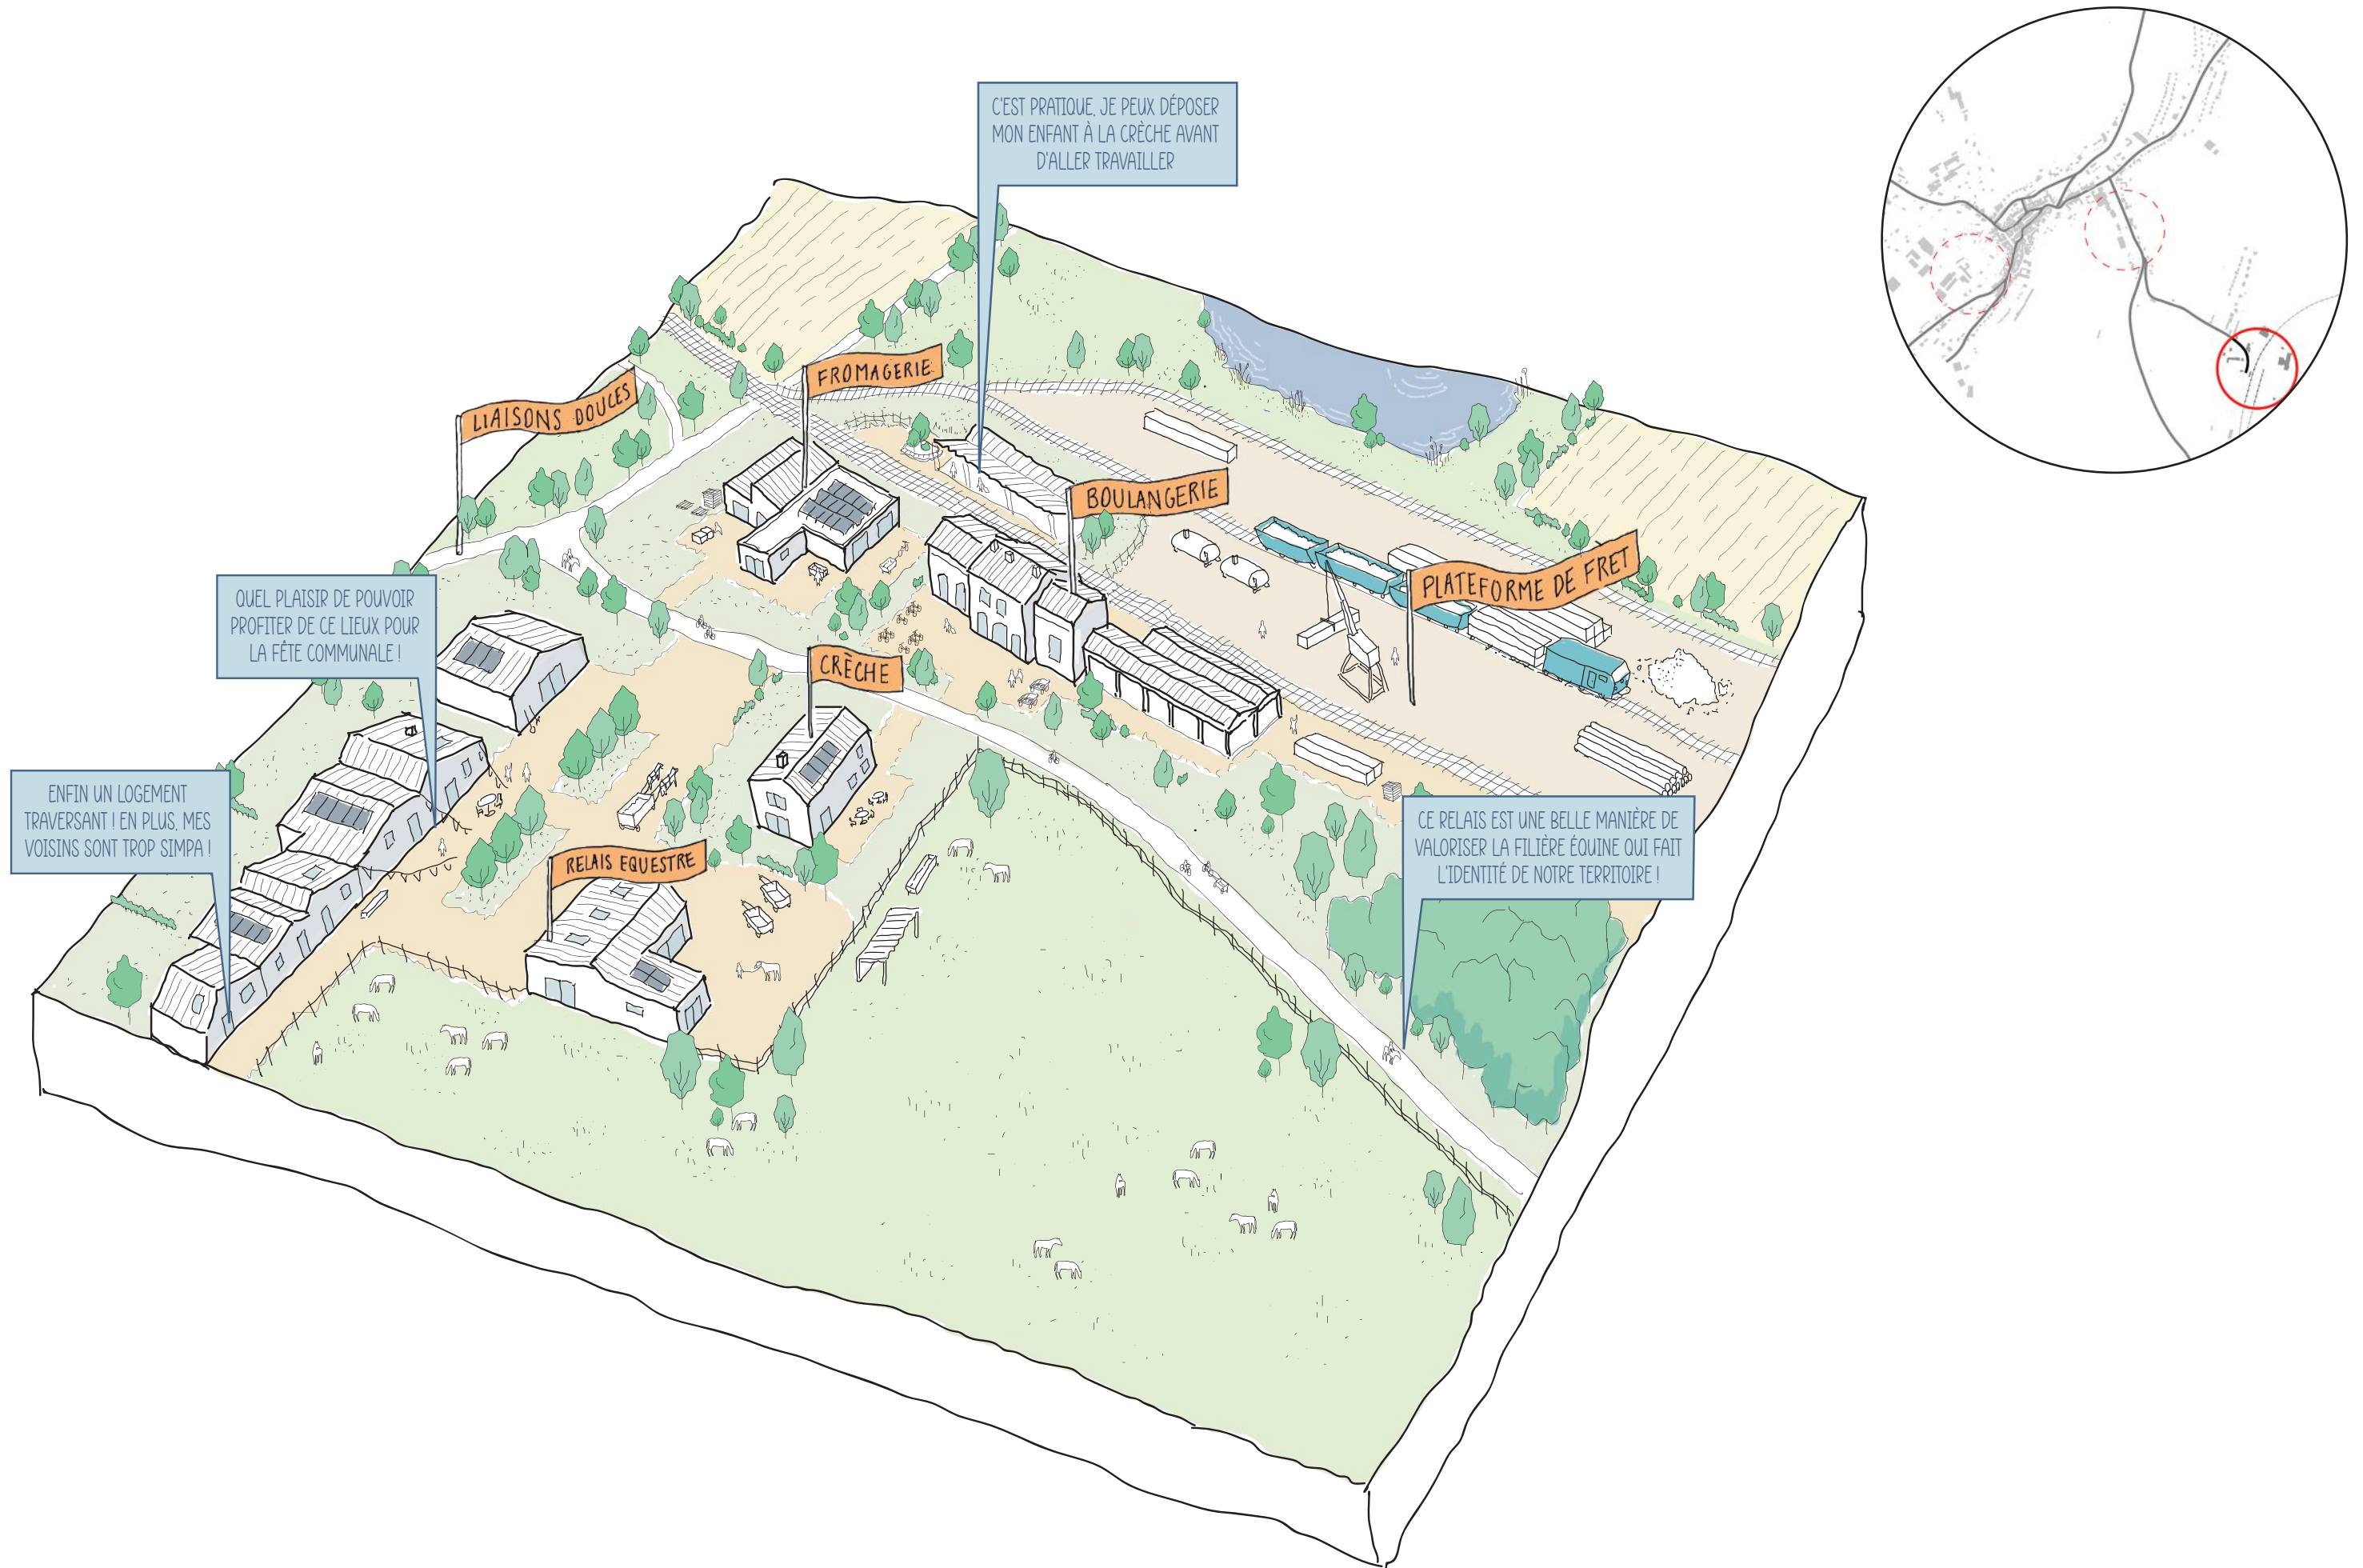 C'EST PRATIQUE, JE PEUX DÉPOSER
MON ENFANT À LA CRÈCHE AVANT
D'ALLER TRAVAILLER
FROMAGERIE
LIAISONS DOUCES
BOULANGERIE
PLATEFORME DE FRET
QUEL PLAISIR DE POUVOIR
PROFITER DE CE LIEUX POUR
LA FÊTE COMMUNALE !
CRÈCHE
ENFIN UN LOGEMENT
TRAVERSANT ! EN PLUS, MES
VOISINS SONT TROP SIMPA !
RELAIS EQUESTRE
CE RELAIS EST UNE BELLE MANIÈRE DE
VALORISER LA FILIÈRE ÉQUINE QUI FAIT
L'IDENTITÉ DE NOTRE TERRITOIRE !